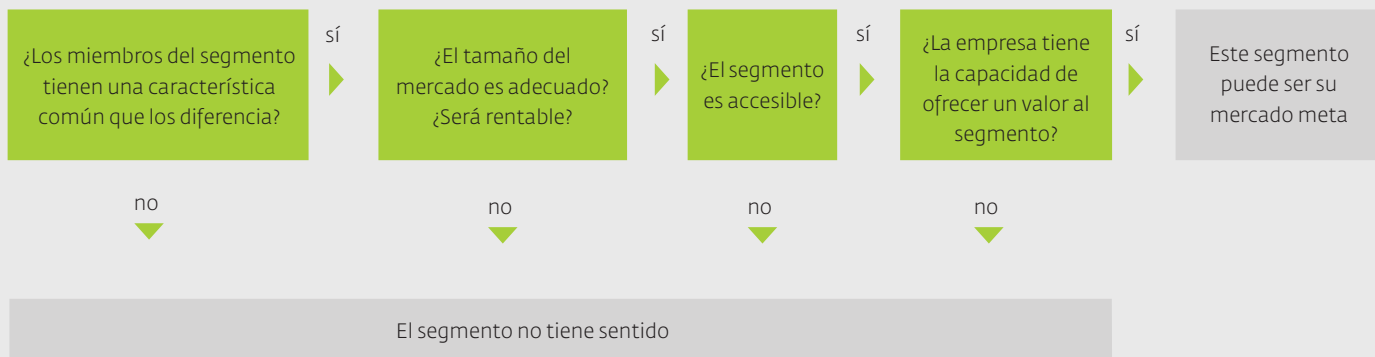 ¿Los miembros del segmento
tienen una característica
común que los diferencia?
sí
¿El tamaño del
mercado es adecuado?
¿Será rentable?
sí
¿El segmento
es accesible?
sí
¿La empresa tiene
la capacidad de
ofrecer un valor al
segmento?
sí
Este segmento
puede ser su
mercado meta
no
no
no
no
El segmento no tiene sentido